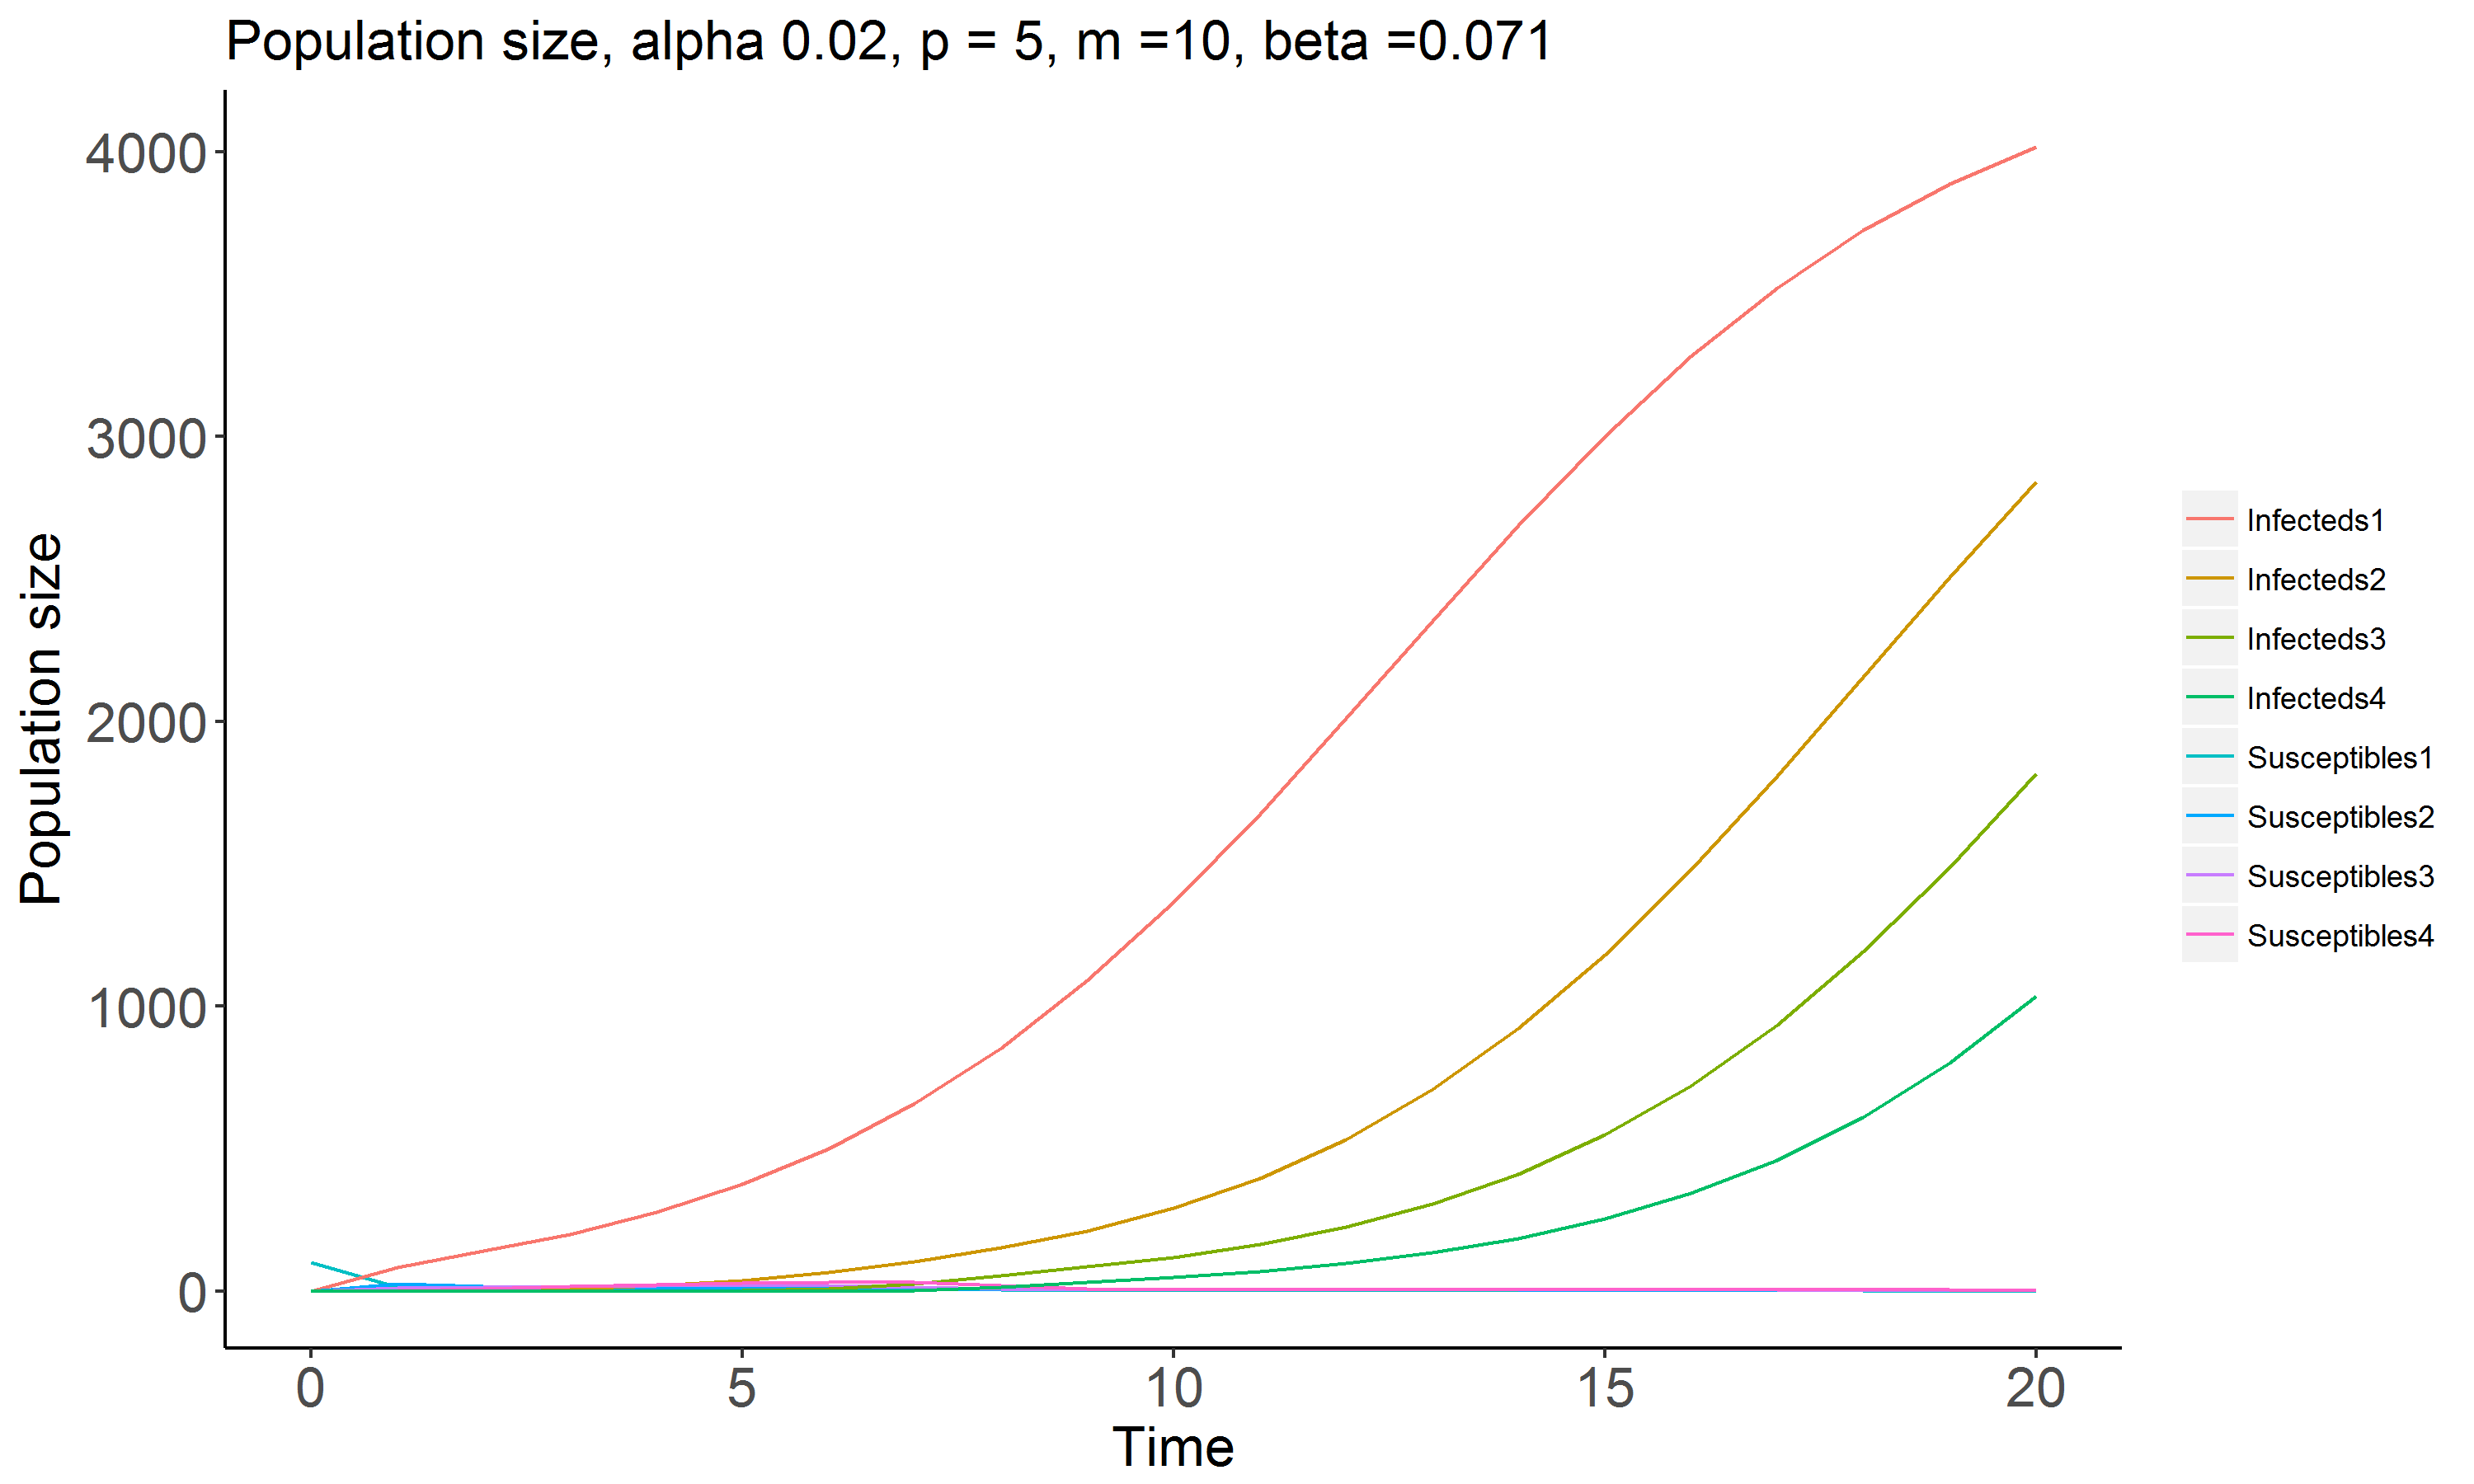 Population size, alpha 0.02, p = 5, m =10, beta =0.071
Population size
4000
3000
2000
1000
0
0 5 10 15 20
Time
Infecteds1
Infecteds2
Infecteds3
Infecteds4
Susceptibles1
Susceptibles2
Susceptibles3
Susceptibles4